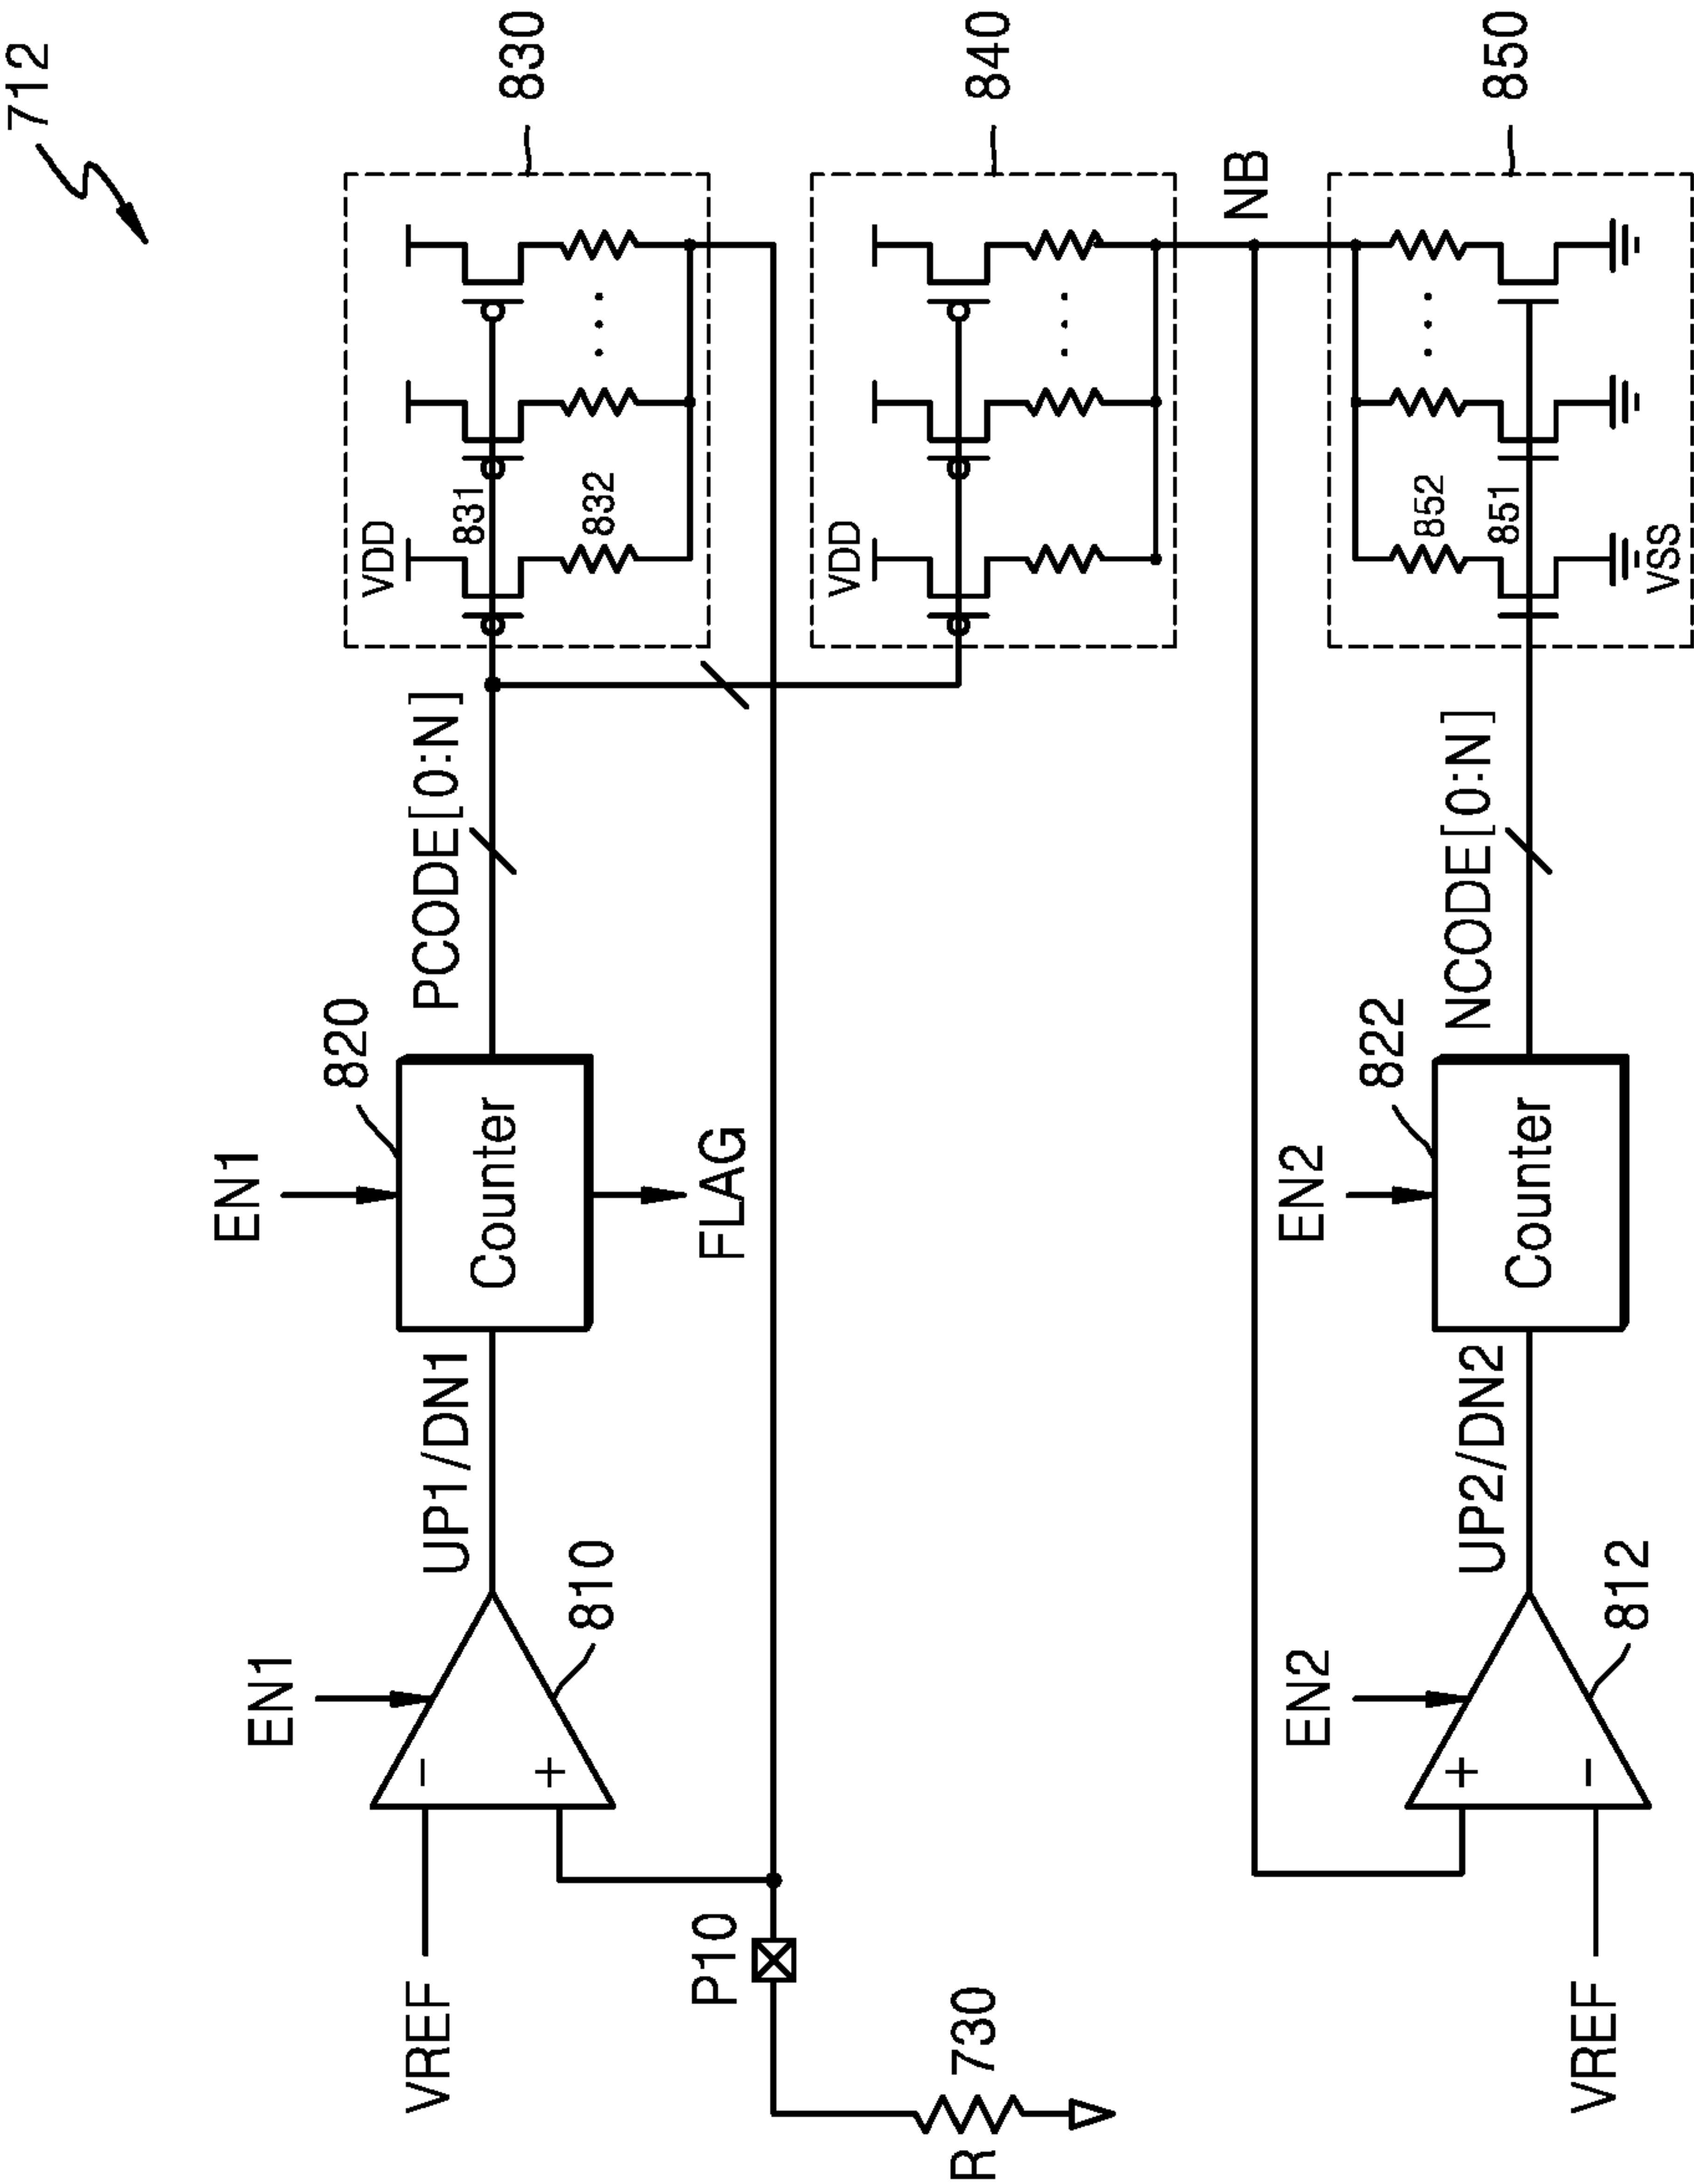 712
EN1
EN1
820
830
VREF
-
+
810
UP1/DN1
Counter
PCODE[0:N]
VDD
831
832
FLAG
P10
R
730
840
VDD
NB
EN2
EN2
822
850
VREF
+
-
812
UP2/DN2
Counter
NCODE[0:N]
852
851
VSS